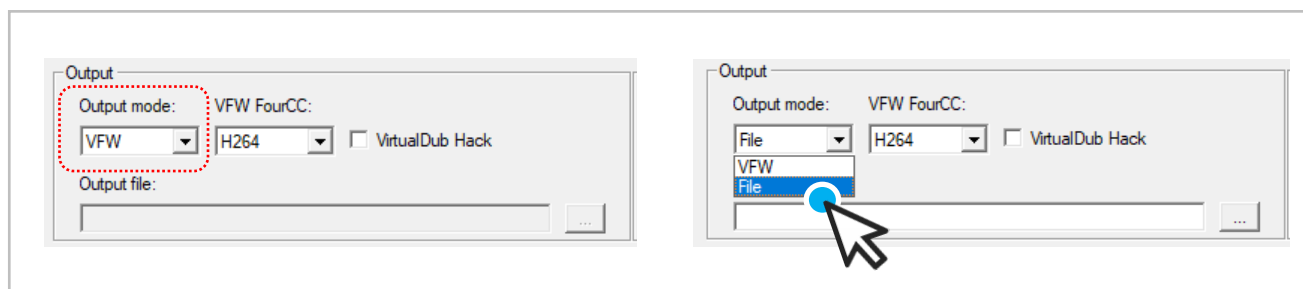 Output
Output mode: VFW FourCC:
VFW H264 VirtualDub Hack
Output file:
...
Output
Output mode: VFW FourCC:
File H264 VirtualDub Hack
VFW
File
...